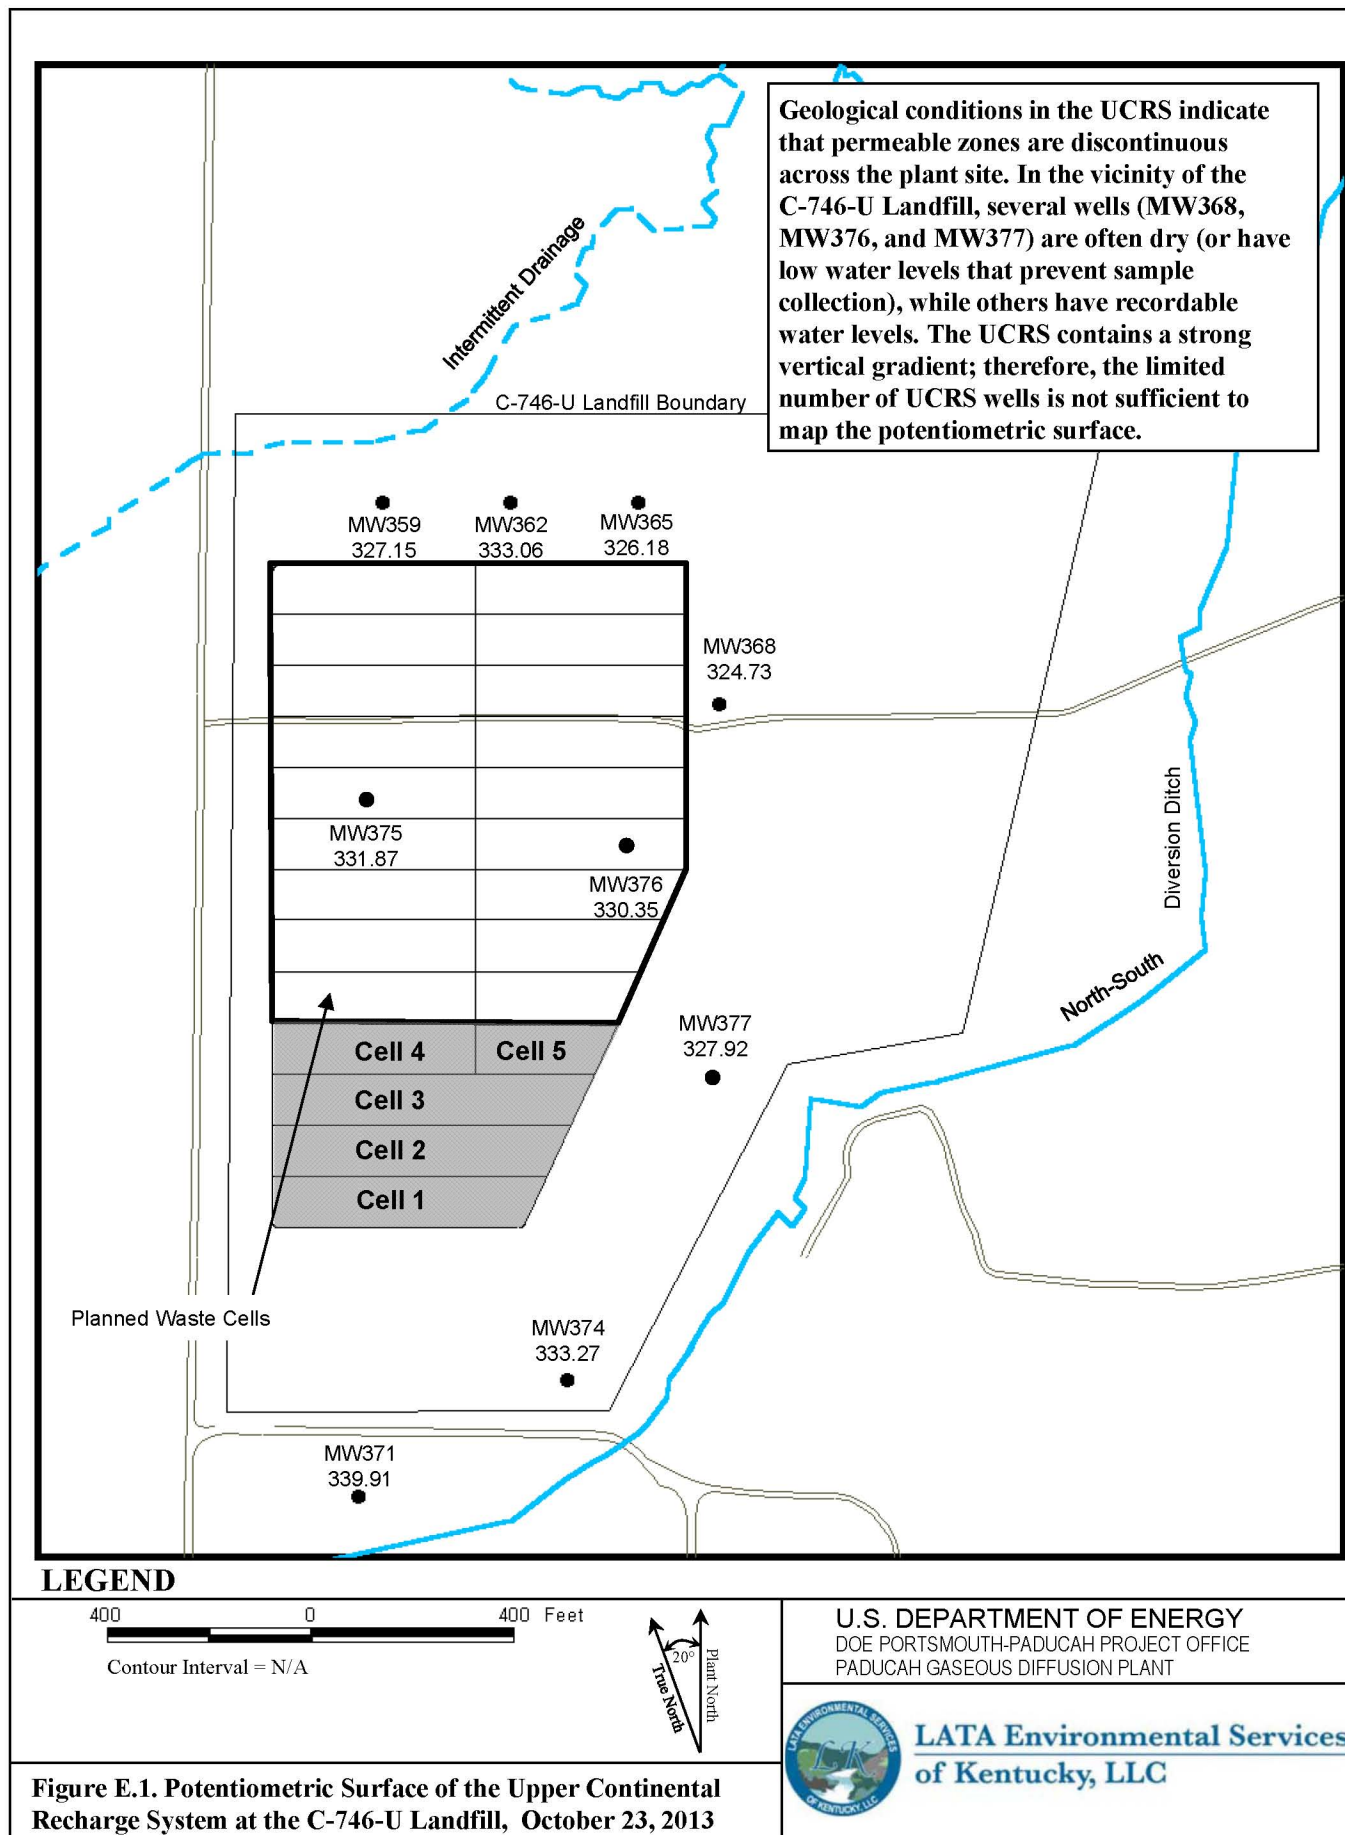 Geological conditions in the UCRS indicate
that permeable zones are discontinuous
across the plant site. In the vicinity of the
C-746-U Landfill, several wells (MW368,
MW376, and MW377) are often dry (or have
low water levels that prevent sample
collection), while others have recordable
water levels. The UCRS contains a strong
vertical gradient; therefore, the limited
number of UCRS wells is not sufficient to
map the potentiometric surface.
Intermittent Drainage
C-746-U Landfill Boundary
MW359
327.15
MW362
333.06
MW365
326.18
MW368
324.73
MW375
331.87
MW376
330.35
Diversion Ditch
North-South
MW377
327.92
Cell 4
Cell 5
Cell 3
Cell 2
Cell 1
Planned Waste Cells
MW374
333.27
MW371
339.91
LEGEND
400 0 400 Feet
Contour Interval = N/A
20°
True North
Plant North
U.S. DEPARTMENT OF ENERGY
DOE PORTSMOUTH-PADUCAH PROJECT OFFICE
PADUCAH GASEOUS DIFFUSION PLANT
LATA ENVIRONMENTAL SERVICES
LK
OF KENTUCKY, LLC
LATA Environmental Services
of Kentucky, LLC
Figure E.1. Potentiometric Surface of the Upper Continental
Recharge System at the C-746-U Landfill, October 23, 2013